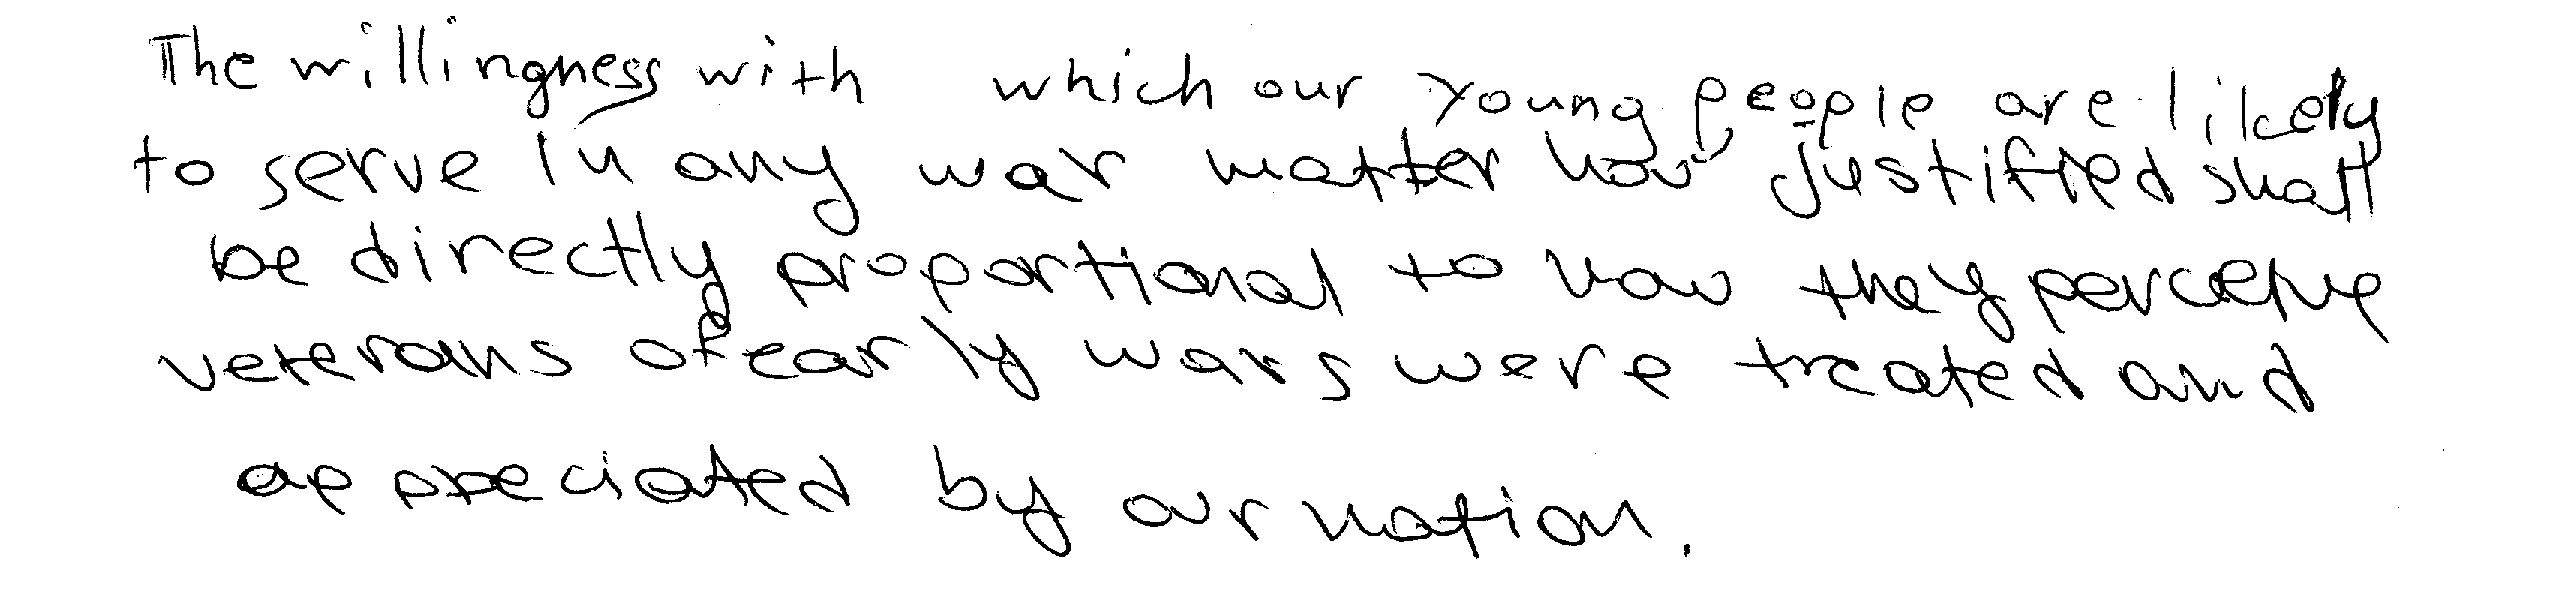 The willingness with which our young people are likely
to serve in any war matter how justified shall
be directly proportional to how they perceive
veterans of early wars were treated and
appreciated by our nation.